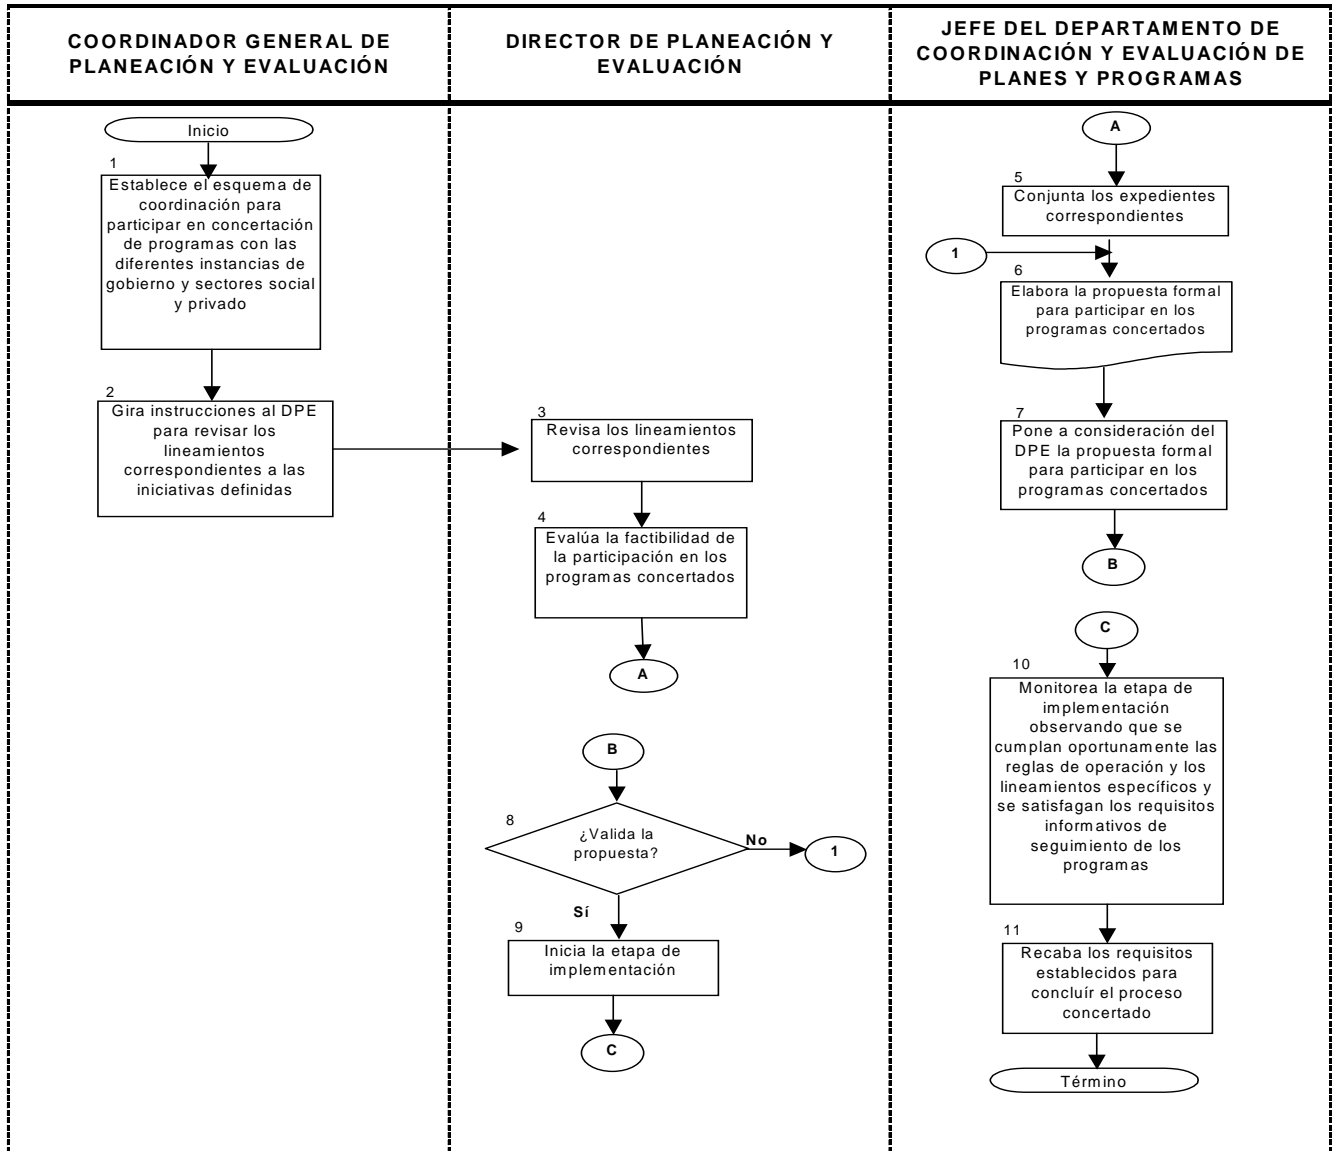 COORDINADOR GENERAL DE
PLANEACIÓN Y EVALUACIÓN
DIRECTOR DE PLANEACIÓN Y
EVALUACIÓN
JEFE DEL DEPARTAMENTO DE
COORDINACIÓN Y EVALUACIÓN DE
PLANES Y PROGRAMAS
Inicio
1
Establece el esquema de
coordinación para
participar en concertación
de programas con las
diferentes instancias de
gobierno y sectores social
y privado
2
Gira instrucciones al DPE
para revisar los
lineamientos
correspondientes a las
iniciativas definidas
3
Revisa los lineamientos
correspondientes
4
Evalúa la factibilidad de
la participación en los
programas concertados
A
B
8
¿Valida la
propuesta?
No
1
Sí
9
Inicia la etapa de
implementación
C
A
5
Conjunta los expedientes
correspondientes
1
6
Elabora la propuesta formal
para participar en los
programas concertados
7
Pone a consideración del
DPE la propuesta formal
para participar en los
programas concertados
B
C
10
Monitorea la etapa de
implementación
observando que se
cumplan oportunamente las
reglas de operación y los
lineamientos específicos y
se satisfagan los requisitos
informativos de
seguimiento de los
programas
11
Recaba los requisitos
establecidos para
concluír el proceso
concertado
Término